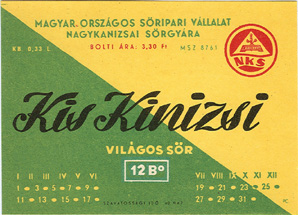 MAGYAR ORSZÁGOS SÖRIPARI VÁLLALAT
NAGYKANIZSAI SÖRGYÁRA
KB. 0,33 L.
BOLTI ÁRA: 3,30 Ft
MSZ 8761
NKS
Kis Kinizsi
VILÁGOS SÖR
12 B°
I II III IV V VI
VII VIII IX X XI XII
1 • 3 • 5 • 7 • 9 •
19 • 21 • 23 • 25 •
11 • 13 • 15 • 17 •
27 • 29 • 31 •
SZAVATOSSÁGI IDŐ